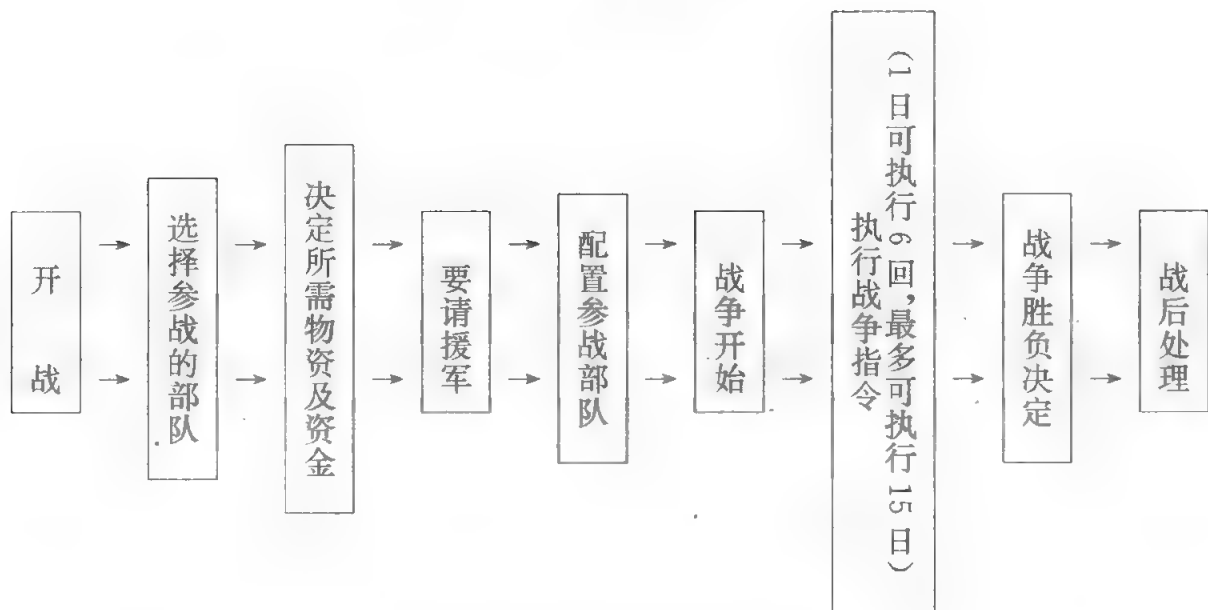 开战
选择参战的部队
决定所需物资及资金
要请援军
配置参战部队
战争开始
执行战争指令
(1日可执行6回,最多可执行15日)
战争胜负决定
战后处理